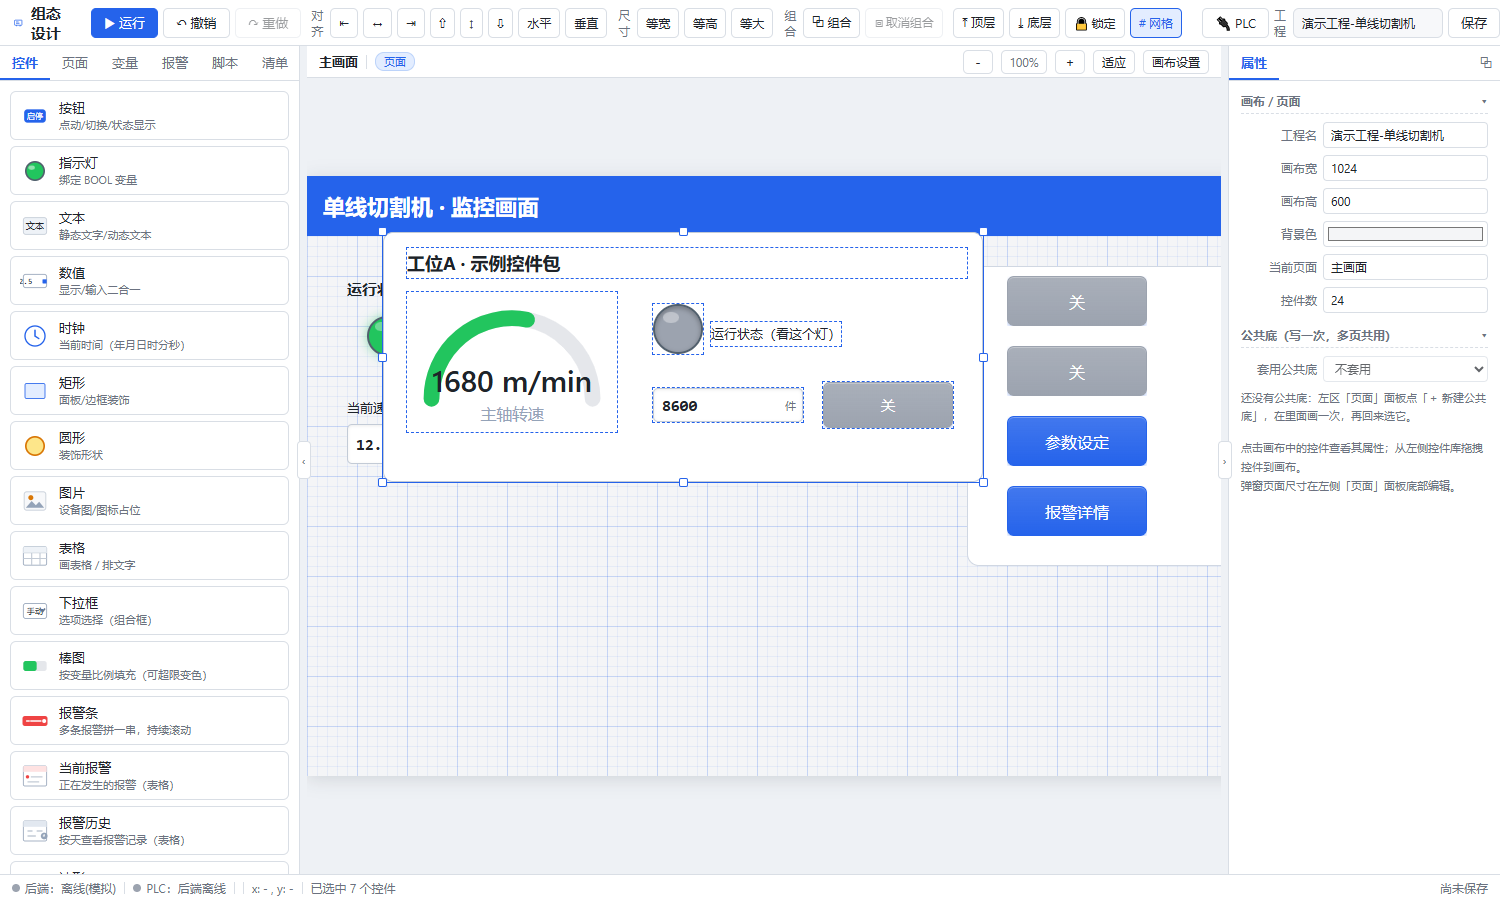 组态设计
▶ 运行
↶ 撤销
↷ 重做
对齐
⇤
↔
⇥
⇧
↕
⇩
水平
垂直
尺寸
等宽
等高
等大
组合
组合
取消组合
⤒ 顶层
⤓ 底层
锁定
# 网格
PLC
工程
演示工程-单线切割机
保存
控件
页面
变量
报警
脚本
清单
启停
按钮
点动/切换/状态显示
指示灯
绑定 BOOL 变量
文本
文本
静态文字/动态文本
2.5
数值
显示/输入二合一
时钟
当前时间（年月日时分秒）
矩形
面板/边框装饰
圆形
装饰形状
图片
设备图/图标占位
表格
画表格 / 排文字
手动
下拉框
选项选择（组合框）
棒图
按变量比例填充（可超限变色）
报警条
多条报警拼一串，持续滚动
当前报警
正在发生的报警（表格）
报警历史
按天查看报警记录（表格）
主画面
页面
-
100%
+
适应
画布设置
单线切割机 · 监控画面
运行
当前
12.
工位A · 示例控件包
1680 m/min
主轴转速
运行状态（看这个灯）
8600
件
关
关
关
参数设定
报警详情
‹
›
属性
画布 / 页面
工程名
演示工程-单线切割机
画布宽
1024
画布高
600
背景色
当前页面
主画面
控件数
24
公共底（写一次，多页共用）
套用公共底
不套用
还没有公共底：左区「页面」面板点「 + 新建公共底」，在里面画一次，再回来选它。
点击画布中的控件查看其属性；从左侧控件库拖拽控件到画布。
弹窗页面尺寸在左侧「页面」面板底部编辑。
后端：离线(模拟)
PLC：后端离线
x: - , y: -
已选中 7 个控件
尚未保存